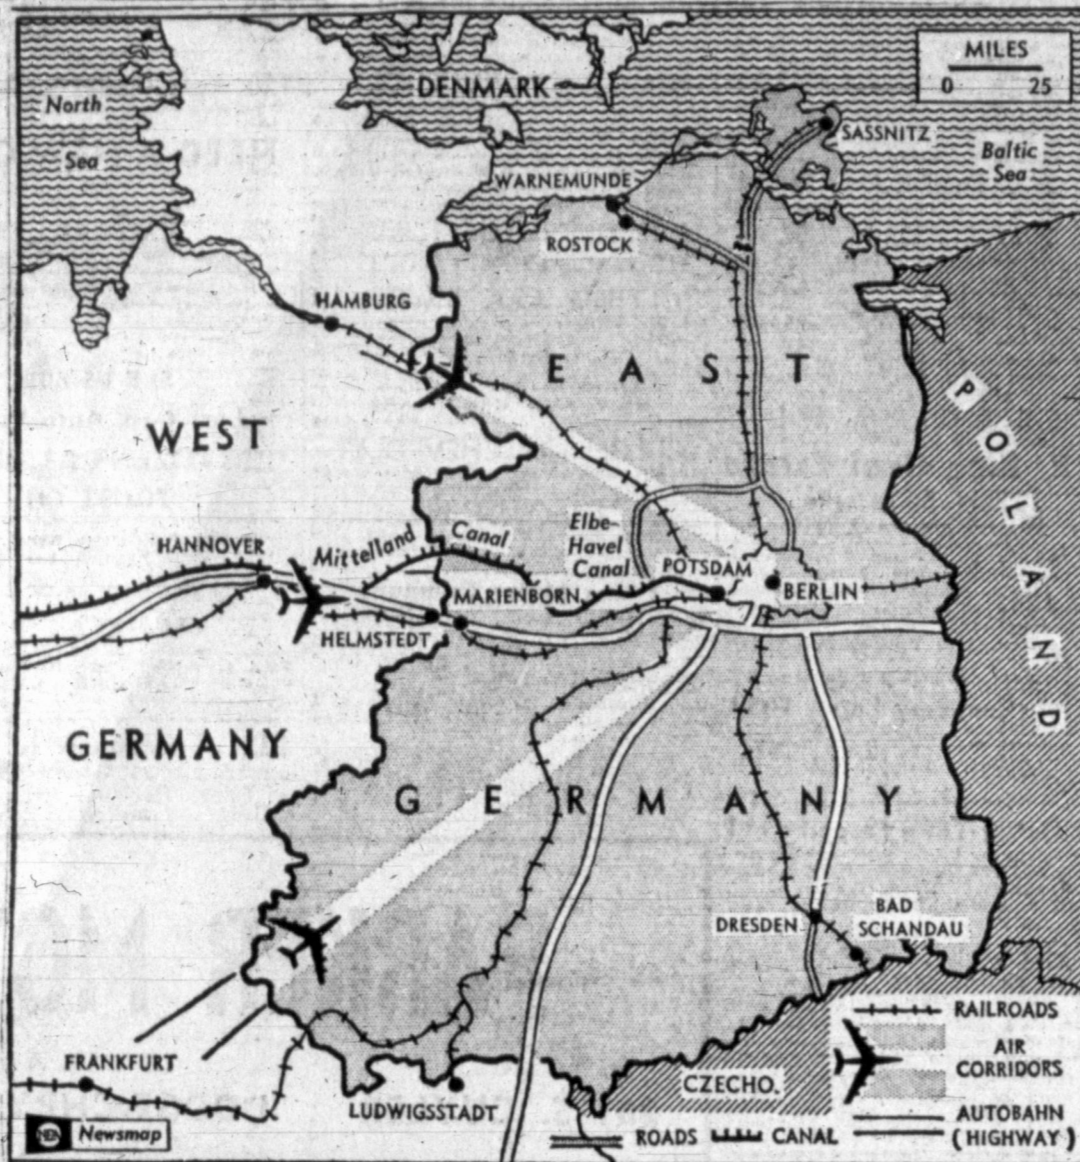 MILES
0 25
North
Sea
DENMARK
SASSNITZ
Baltic
Sea
WARNEMUNDE
ROSTOCK
HAMBURG
EAST
POLAND
WEST
HANNOVER
Mittelland
Canal
Elbe-
Havel
Canal
POTSDAM
BERLIN
MARIENBORN
HELMSTEDT
GERMANY
GERMANY
DRESDEN
BAD
SCHANDAU
FRANKFURT
LUDWIGSSTADT
CZECHO.
RAILROADS
AIR
CORRIDORS
AUTOBAHN
(HIGHWAY)
ROADS
CANAL
NEA
Newsmap